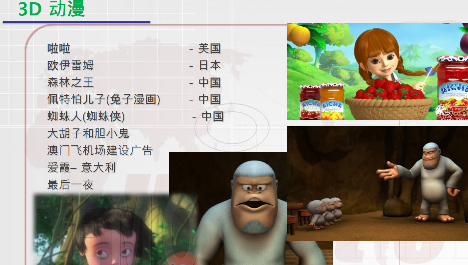 3D 动漫
啦啦 - 美国
欧伊雷姆 - 日本
森林之王 - 中国
佩特怕儿子(兔子漫画) - 中国
蜘蛛人(蜘蛛侠) - 中国
大胡子和胆小鬼
澳门飞机场建设广告
爱霞– 意大利
最后一夜